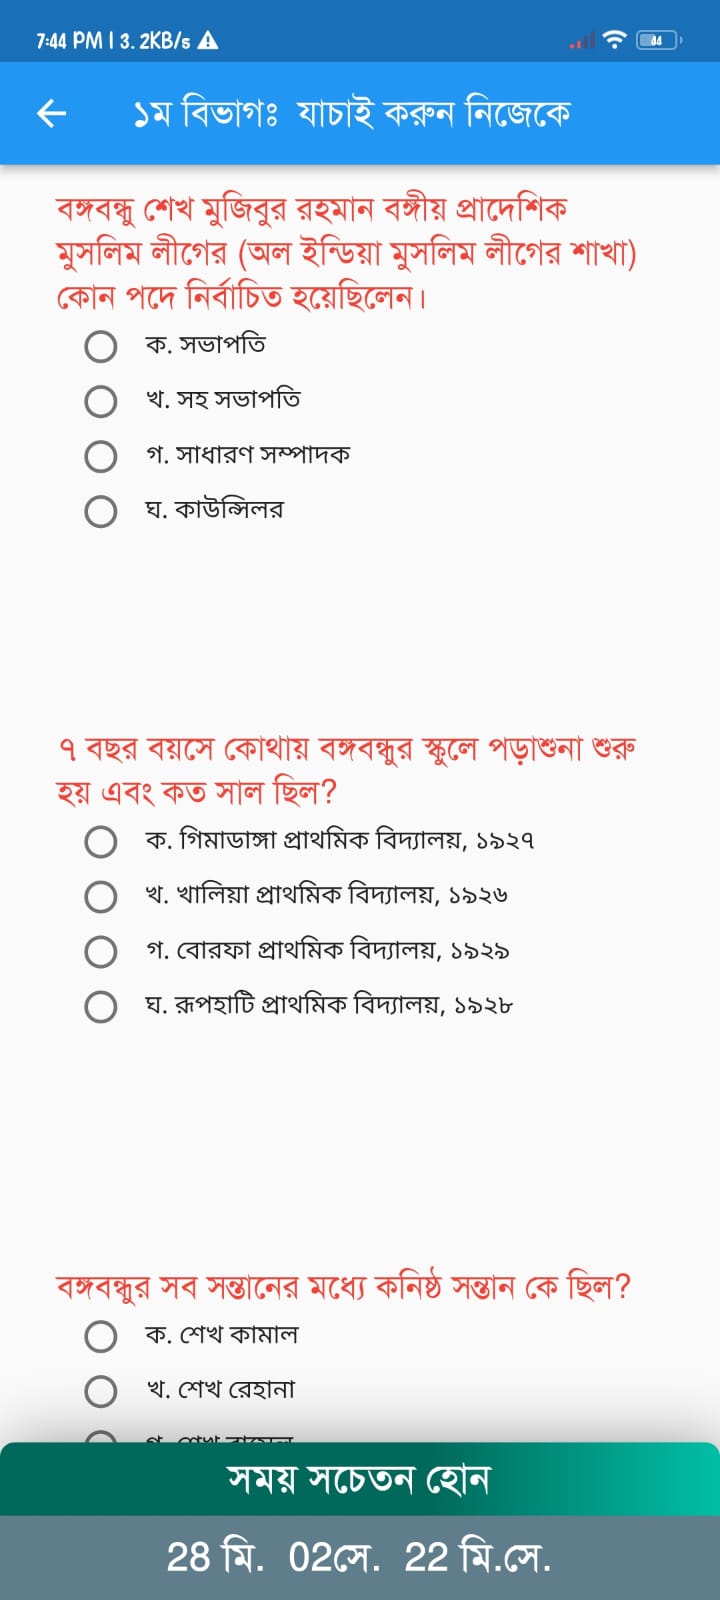 7:44 PM | 3. 2KB/s
44
১ম বিভাগঃ যাচাই করুন নিজেকে
বঙ্গবন্ধু শেখ মুজিবুর রহমান বঙ্গীয় প্রাদেশিক
মুসলিম লীগের (অল ইন্ডিয়া মুসলিম লীগের শাখা)
কোন পদে নির্বাচিত হয়েছিলেন।
ক. সভাপতি
খ. সহ সভাপতি
গ. সাধারণ সম্পাদক
ঘ. কাউন্সিলর
৭ বছর বয়সে কোথায় বঙ্গবন্ধুর স্কুলে পড়াশুনা শুরু
হয় এবং কত সাল ছিল?
ক. গিমাডাঙ্গা প্রাথমিক বিদ্যালয়, ১৯২৭
খ. খালিয়া প্রাথমিক বিদ্যালয়, ১৯২৬
গ. বোরফা প্রাথমিক বিদ্যালয়, ১৯২৯
ঘ. রূপহাটি প্রাথমিক বিদ্যালয়, ১৯২৮
বঙ্গবন্ধুর সব সন্তানের মধ্যে কনিষ্ঠ সন্তান কে ছিল?
ক. শেখ কামাল
খ. শেখ রেহানা
সময় সচেতন হোন
28 মি. 02সে. 22 মি.সে.